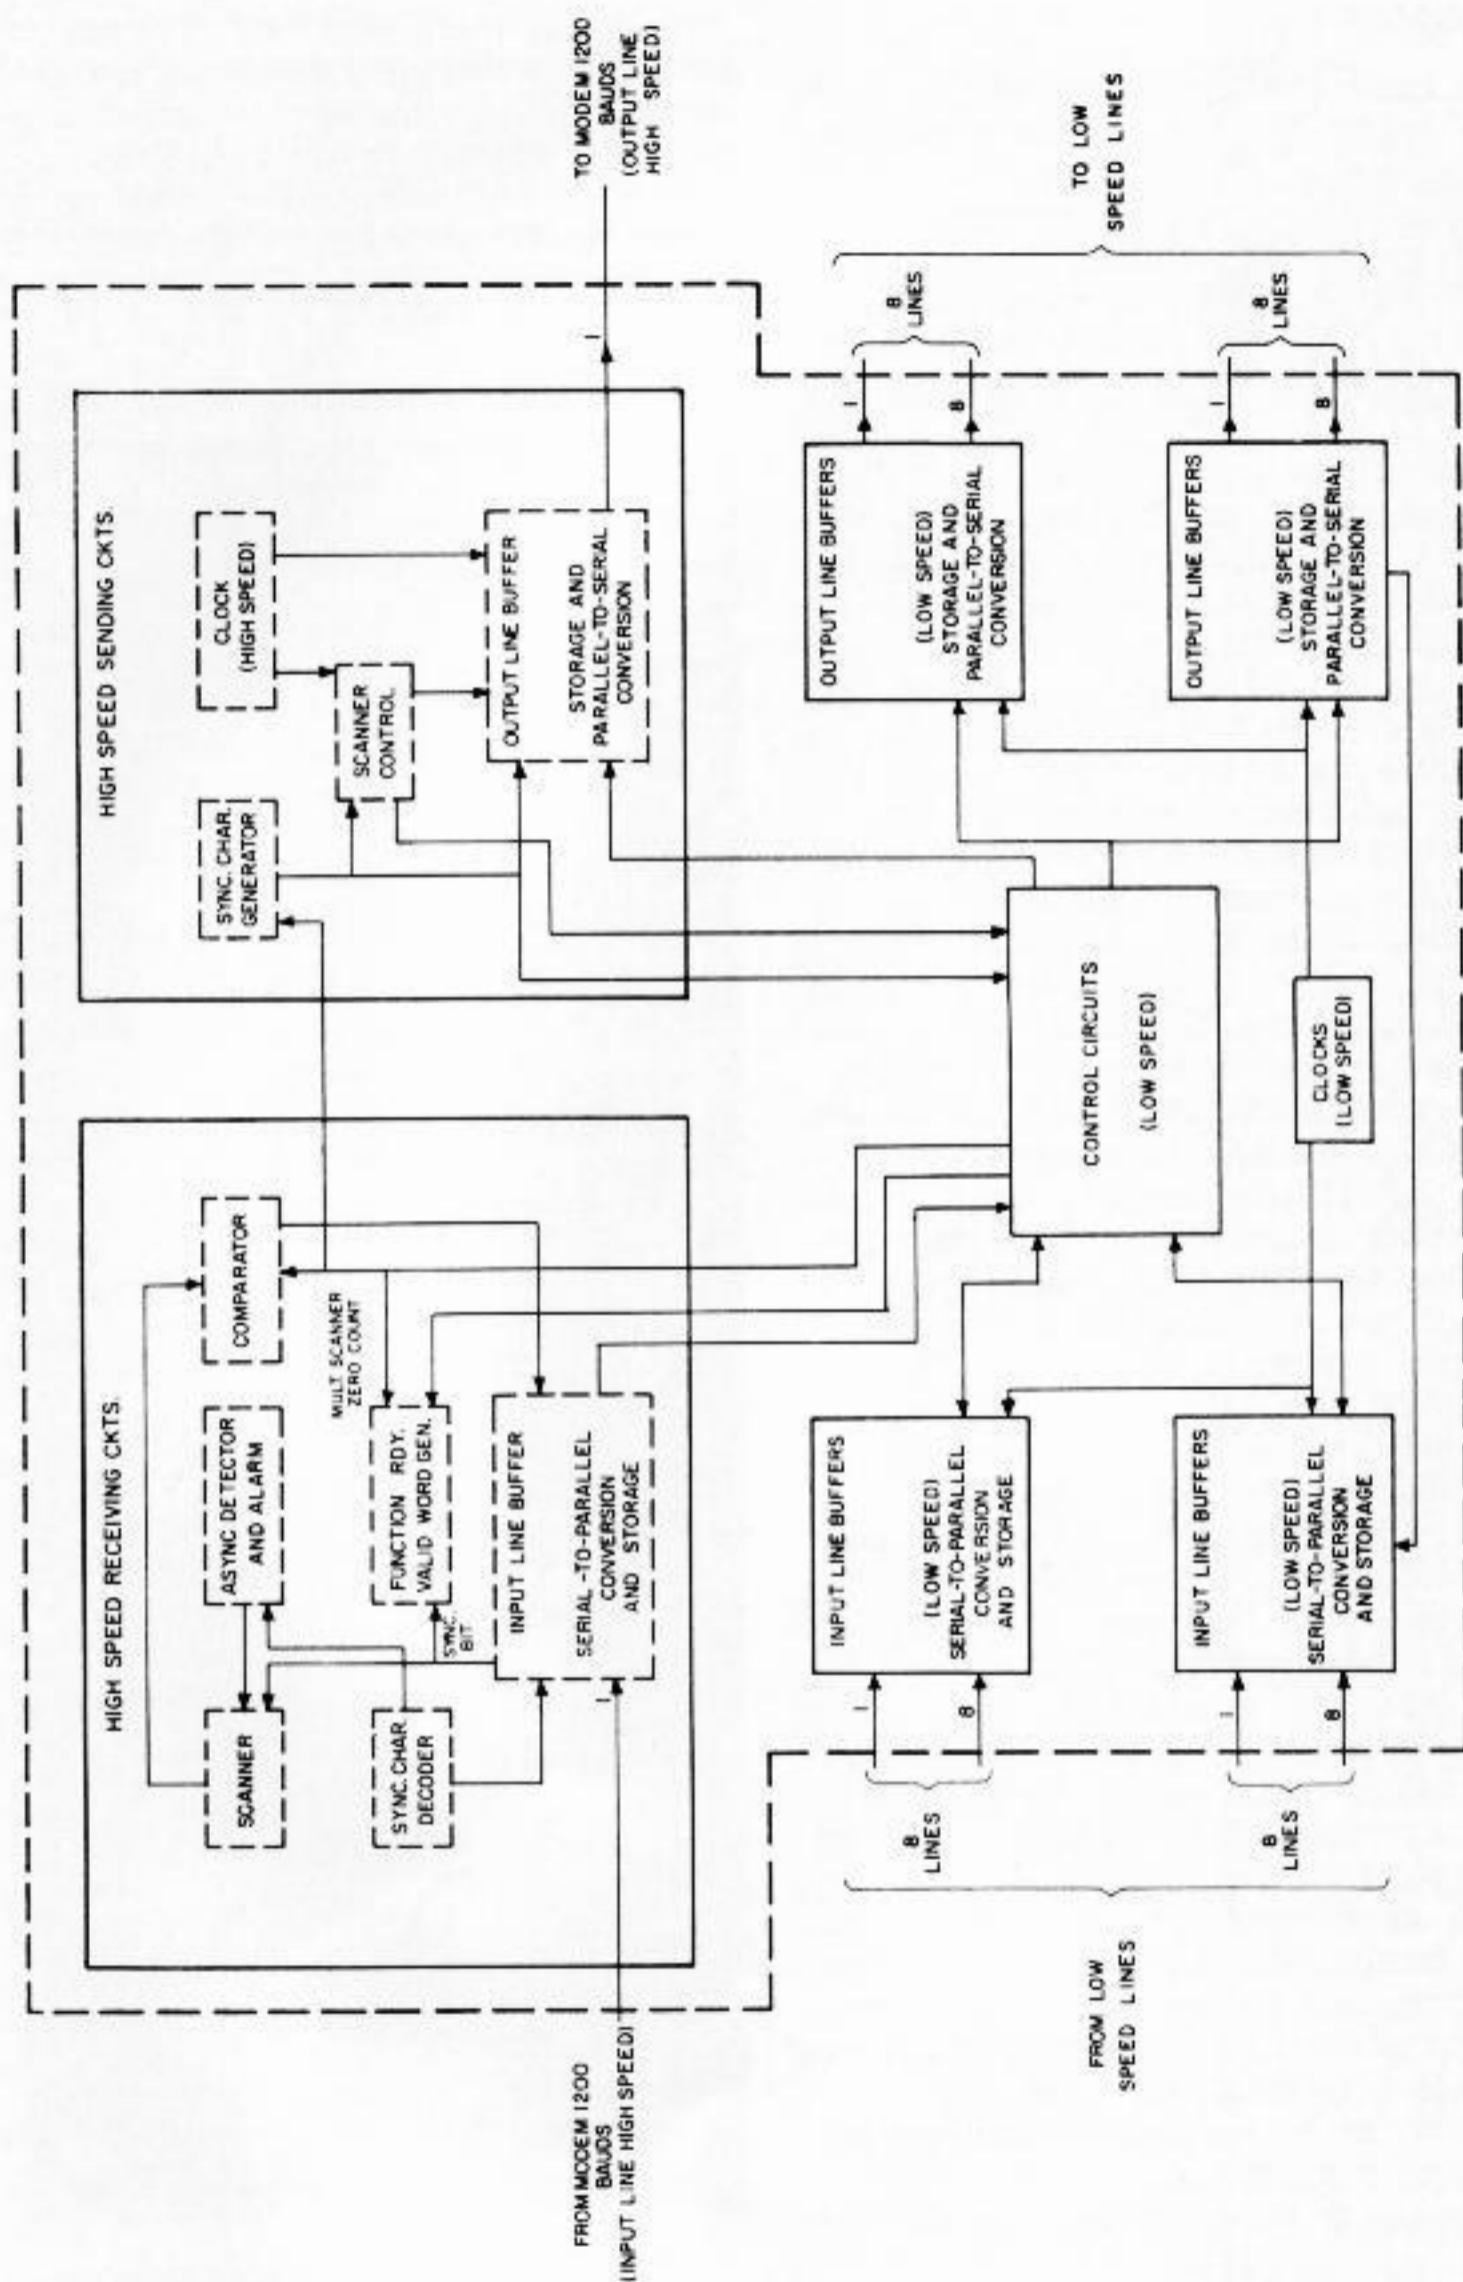 HIGH SPEED RECEIVING CKTS.
SCANNER
ASYNC DETECTOR
AND ALARM
COMPARATOR
SYNC. CHAR.
DECODER
FUNCTION RDY.
VALID WORD GEN.
MULT. SCANNER
ZERO COUNT
SYNC.
BIT
INPUT LINE BUFFER
SERIAL-TO-PARALLEL
CONVERSION
AND STORAGE
1
FROM MODEM 1200
BAUDS
(INPUT LINE HIGH SPEED)
HIGH SPEED SENDING CKTS.
SYNC. CHAR.
GENERATOR
CLOCK
(HIGH SPEED)
SCANNER
CONTROL
OUTPUT LINE BUFFER
STORAGE AND
PARALLEL-TO-SERIAL
CONVERSION
1
TO MODEM 1200
BAUDS
(OUTPUT LINE
HIGH SPEED)
INPUT LINE BUFFERS
(LOW SPEED)
SERIAL-TO-PARALLEL
CONVERSION
AND STORAGE
1
8
8
LINES
INPUT LINE BUFFERS
(LOW SPEED)
SERIAL-TO-PARALLEL
CONVERSION
AND STORAGE
1
8
8
LINES
FROM LOW
SPEED LINES
CONTROL CIRCUITS
(LOW SPEED)
CLOCKS
(LOW SPEED)
OUTPUT LINE BUFFERS
(LOW SPEED)
STORAGE AND
PARALLEL-TO-SERIAL
CONVERSION
1
8
8
LINES
OUTPUT LINE BUFFERS
(LOW SPEED)
STORAGE AND
PARALLEL-TO-SERIAL
CONVERSION
1
8
8
LINES
TO LOW
SPEED LINES